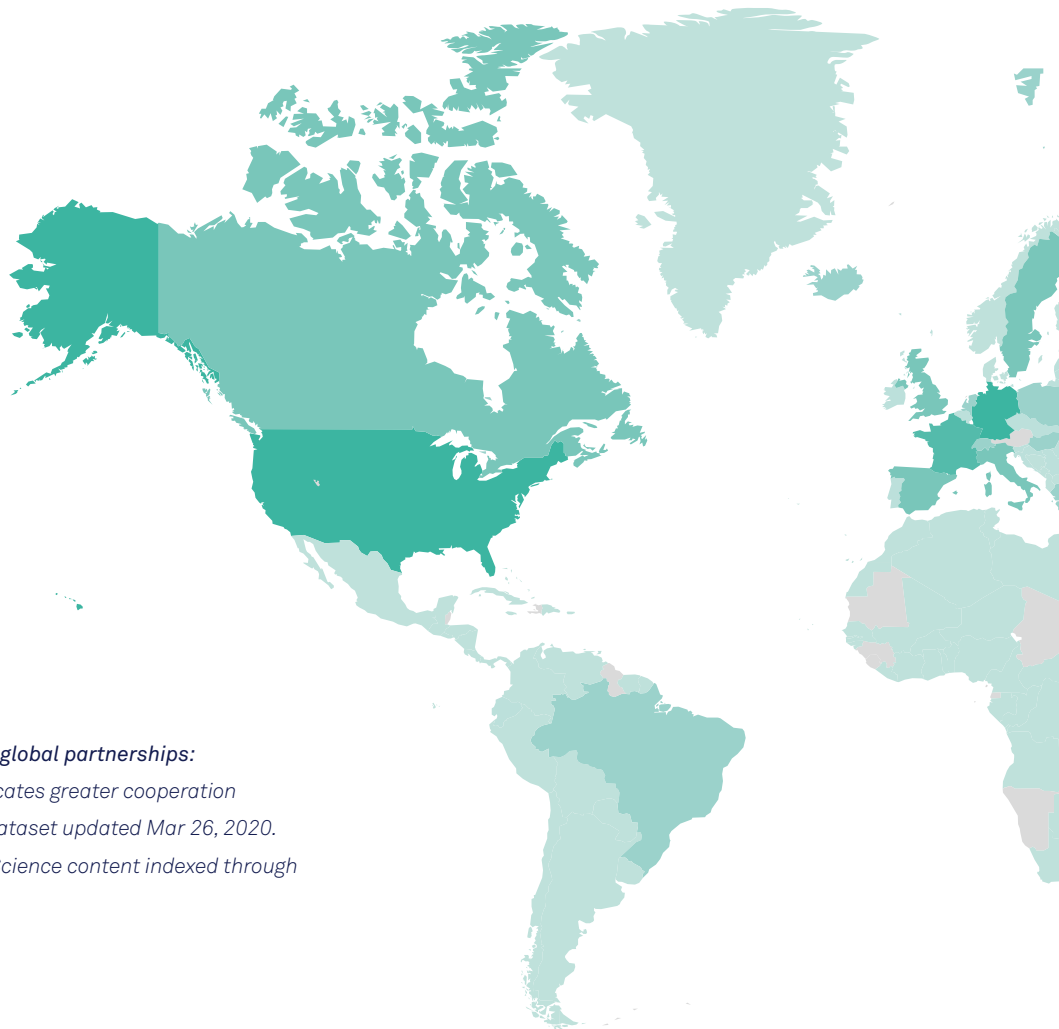 global partnerships:
cates greater cooperation
ataset updated Mar 26, 2020.
Science content indexed through